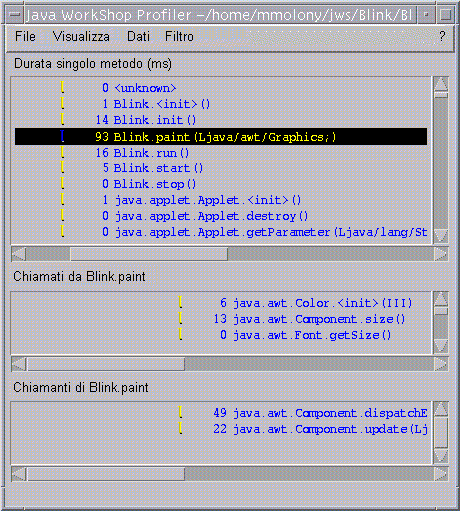 Java WorkShop Profiler -/home/mmolony/jws/Blink/Bl
File Visualizza Dati Filtro ?
Durata singolo metodo (ms)
0 <unknown>
1 Blink.<init>()
14 Blink.init()
93 Blink.paint(Ljava/awt/Graphics;)
16 Blink.run()
5 Blink.start()
0 Blink.stop()
1 java.applet.Applet.<init>()
0 java.applet.Applet.destroy()
0 java.applet.Applet.getParameter(Ljava/lang/St
Chiamati da Blink.paint
6 java.awt.Color.<init>(III)
13 java.awt.Component.size()
0 java.awt.Font.getSize()
Chiamanti di Blink.paint
49 java.awt.Component.dispatchE
22 java.awt.Component.update(Lj